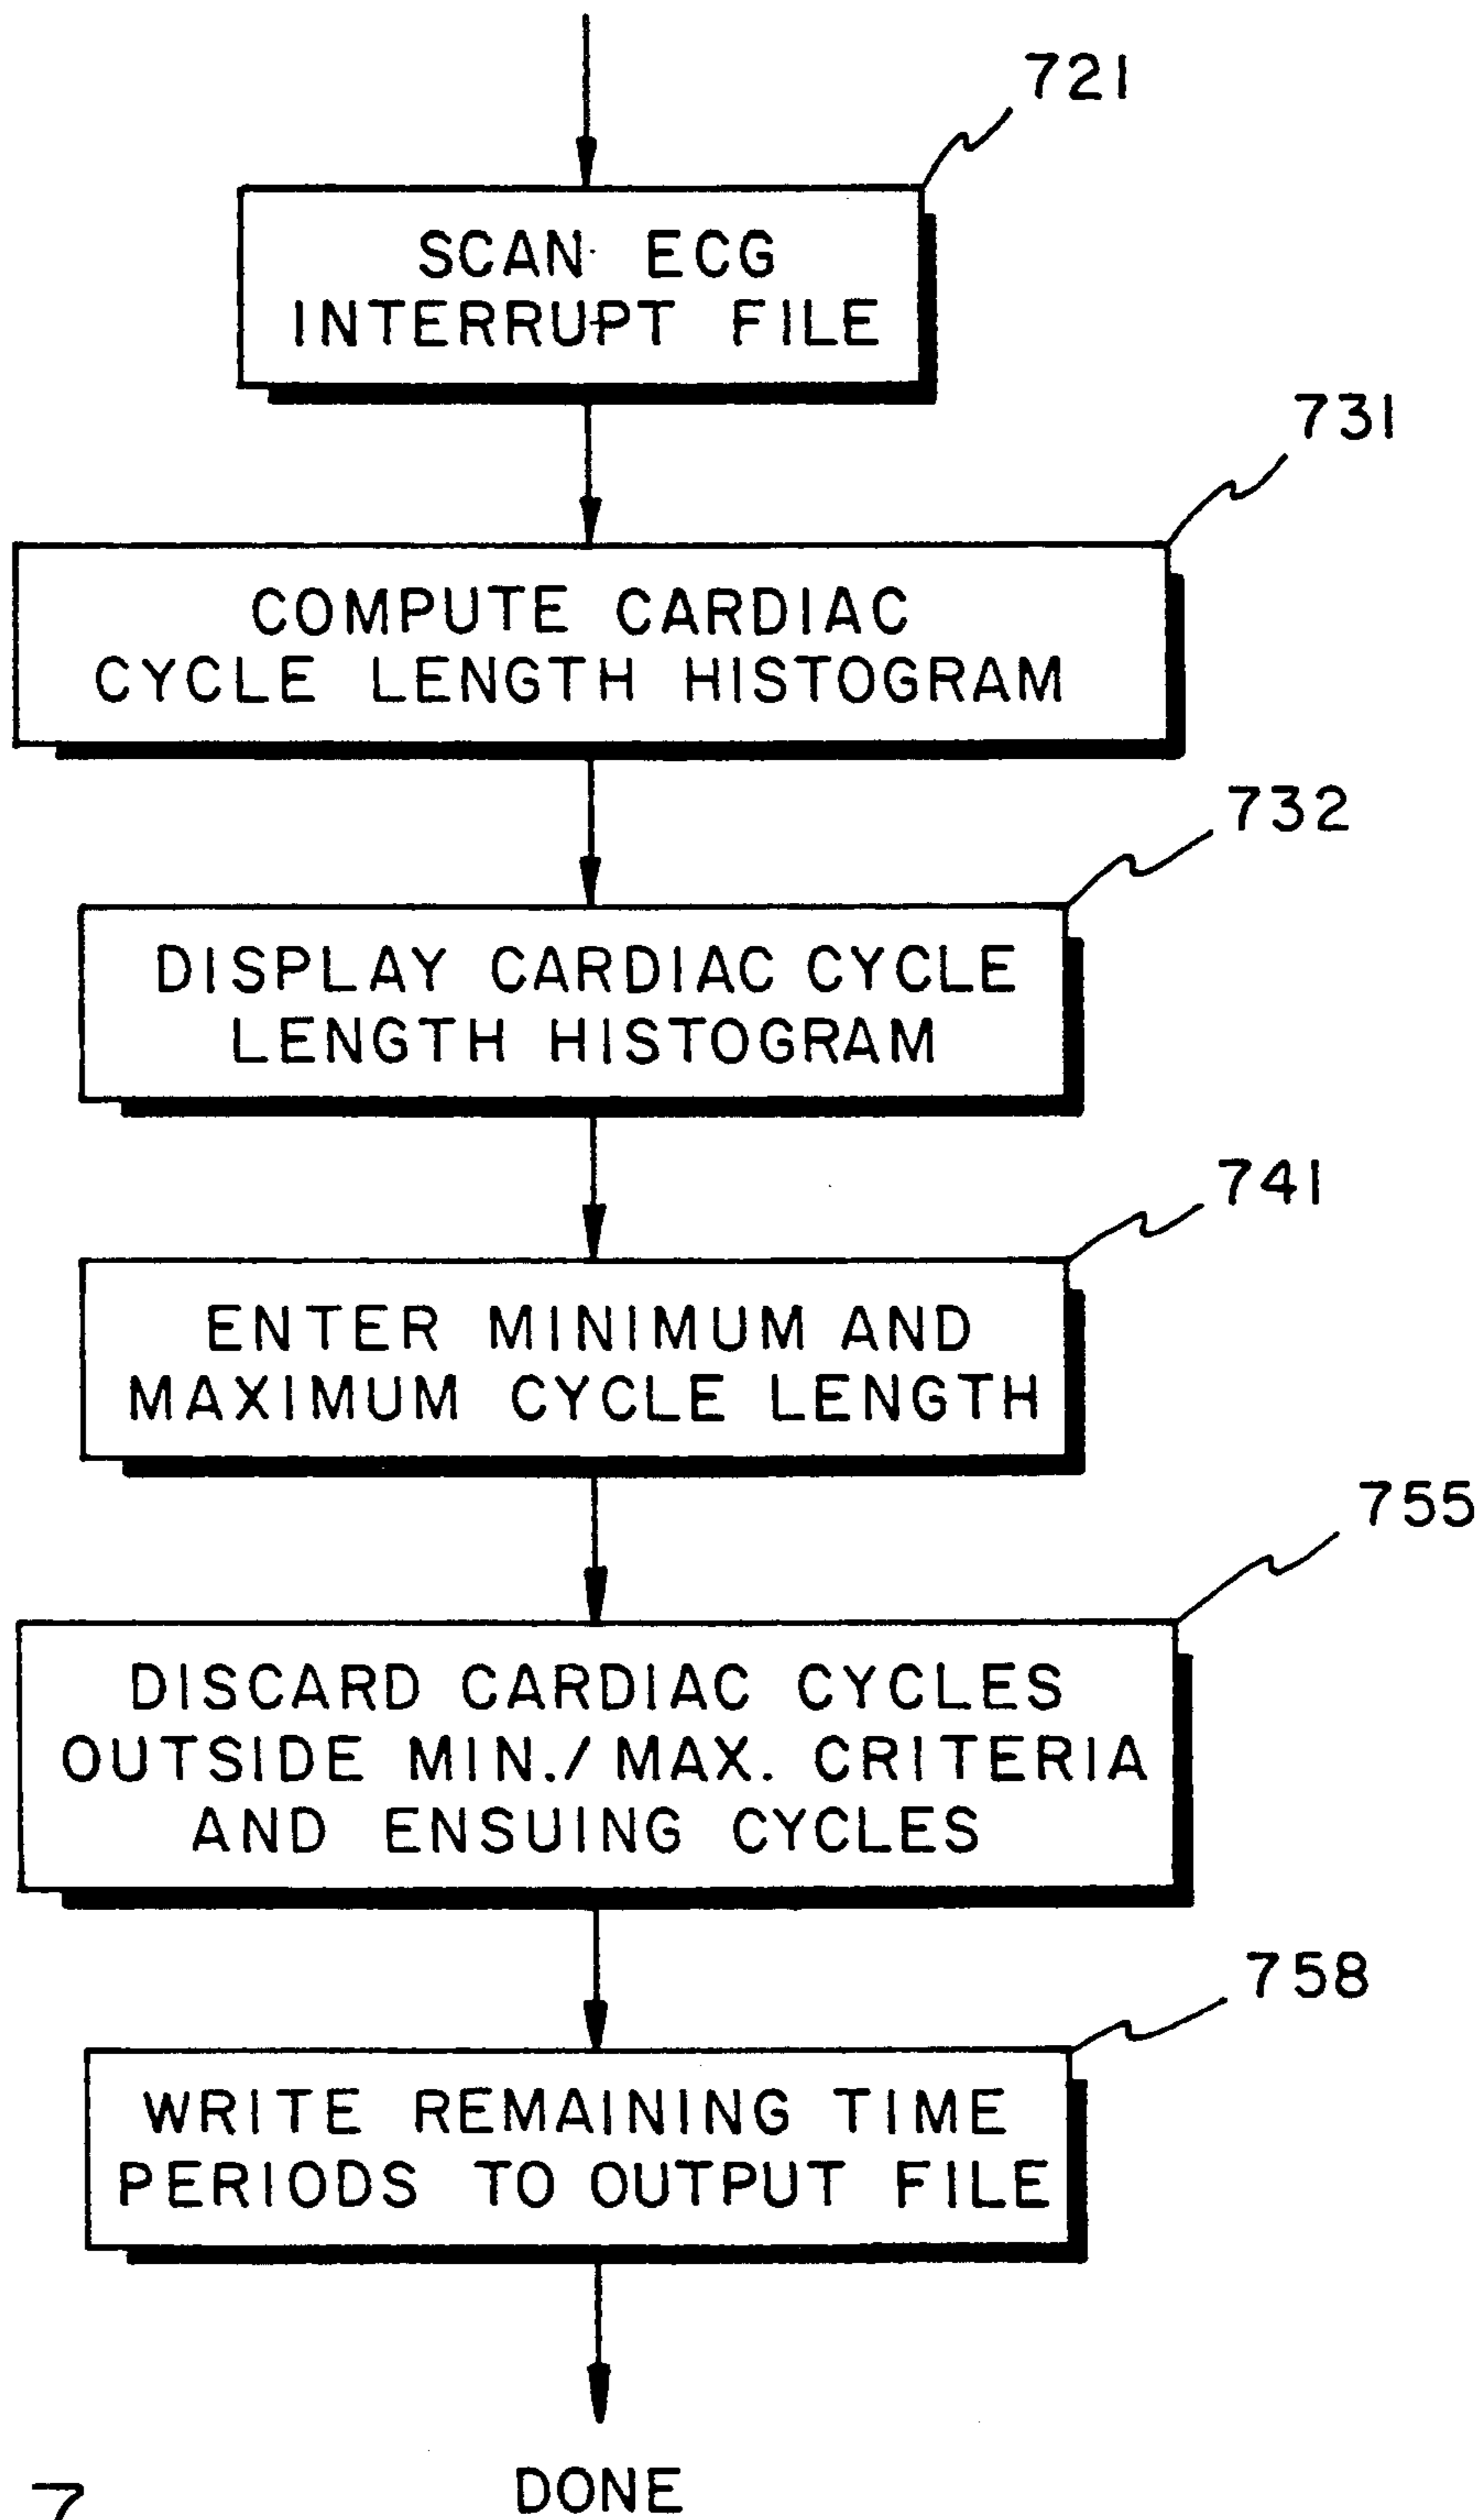 721
SCAN ECG
INTERRUPT FILE
731
COMPUTE CARDIAC
CYCLE LENGTH HISTOGRAM
732
DISPLAY CARDIAC CYCLE
LENGTH HISTOGRAM
741
ENTER MINIMUM AND
MAXIMUM CYCLE LENGTH
755
DISCARD CARDIAC CYCLES
OUTSIDE MIN./MAX. CRITERIA
AND ENSUING CYCLES
758
WRITE REMAINING TIME
PERIODS TO OUTPUT FILE
DONE
7